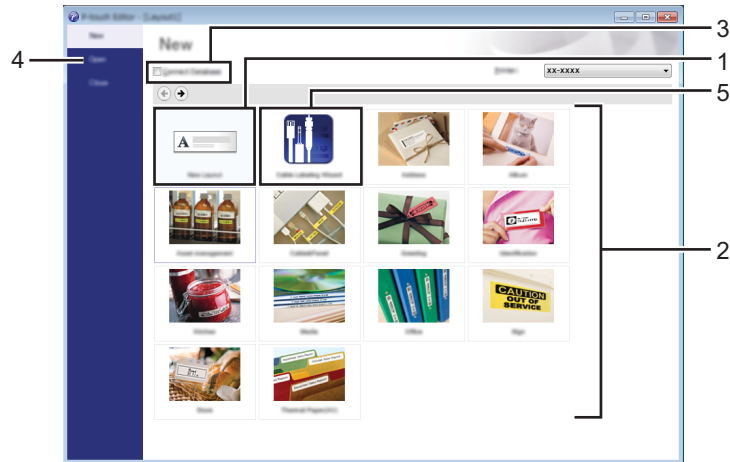 P-touch Editor - [Layout1]
New
New
3
4
Open
Connect Database
Printer:
XX-XXXX
1
Close
5
A
New Layout
Cable Labeling Wizard
Address
Album
Asset management
Cable&Panel
Greeting
Identification
2
CAUTION
OUT OF
SERVICE
Kitchen
Media
Office
Sign
Store
Thermal Paper(RJ)